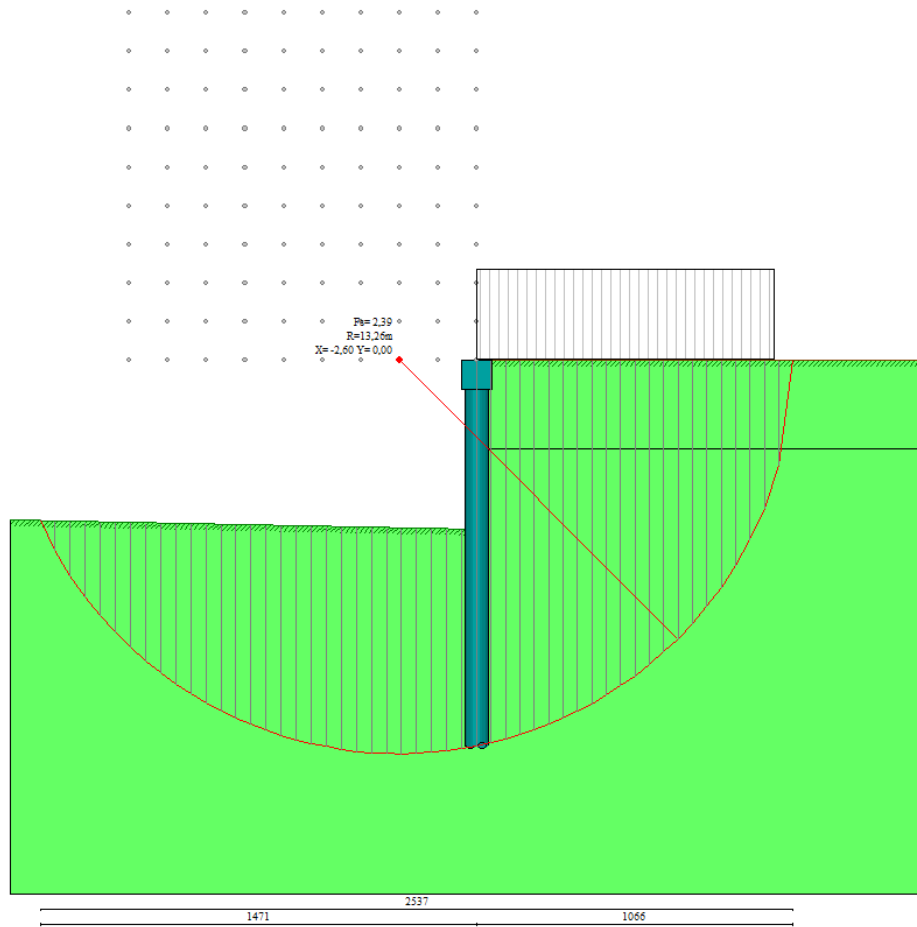 Fs= 2,39
R=13,26m
X= -2,60 Y= 0,00
2537
1471
1066